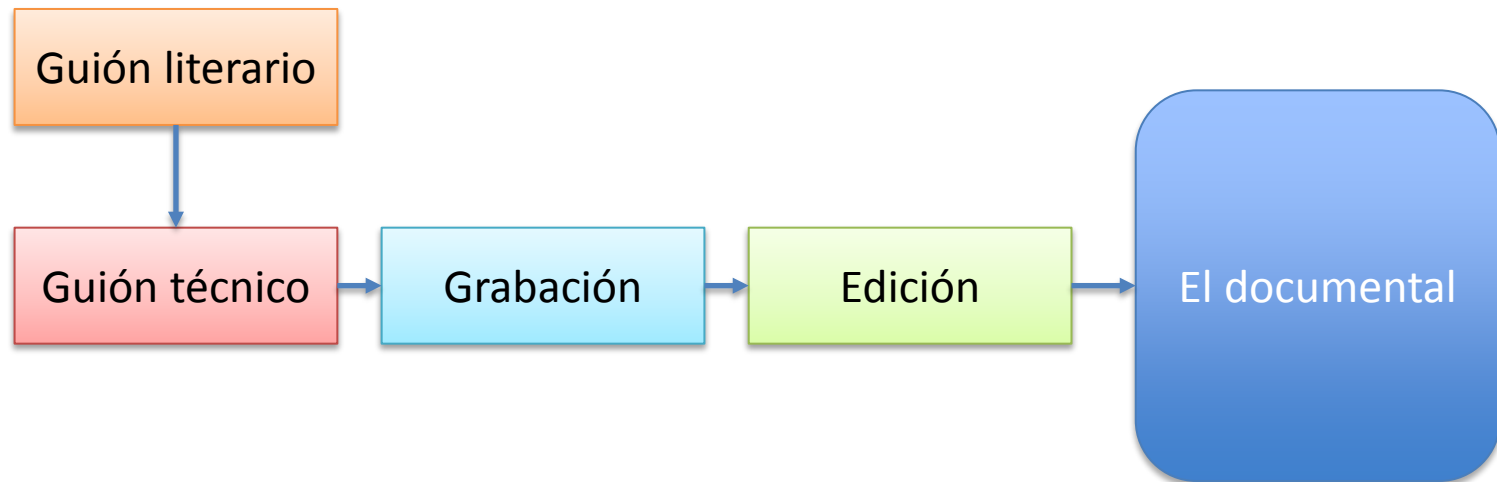 Guión literario
Guión técnico
Grabación
Edición
El documental